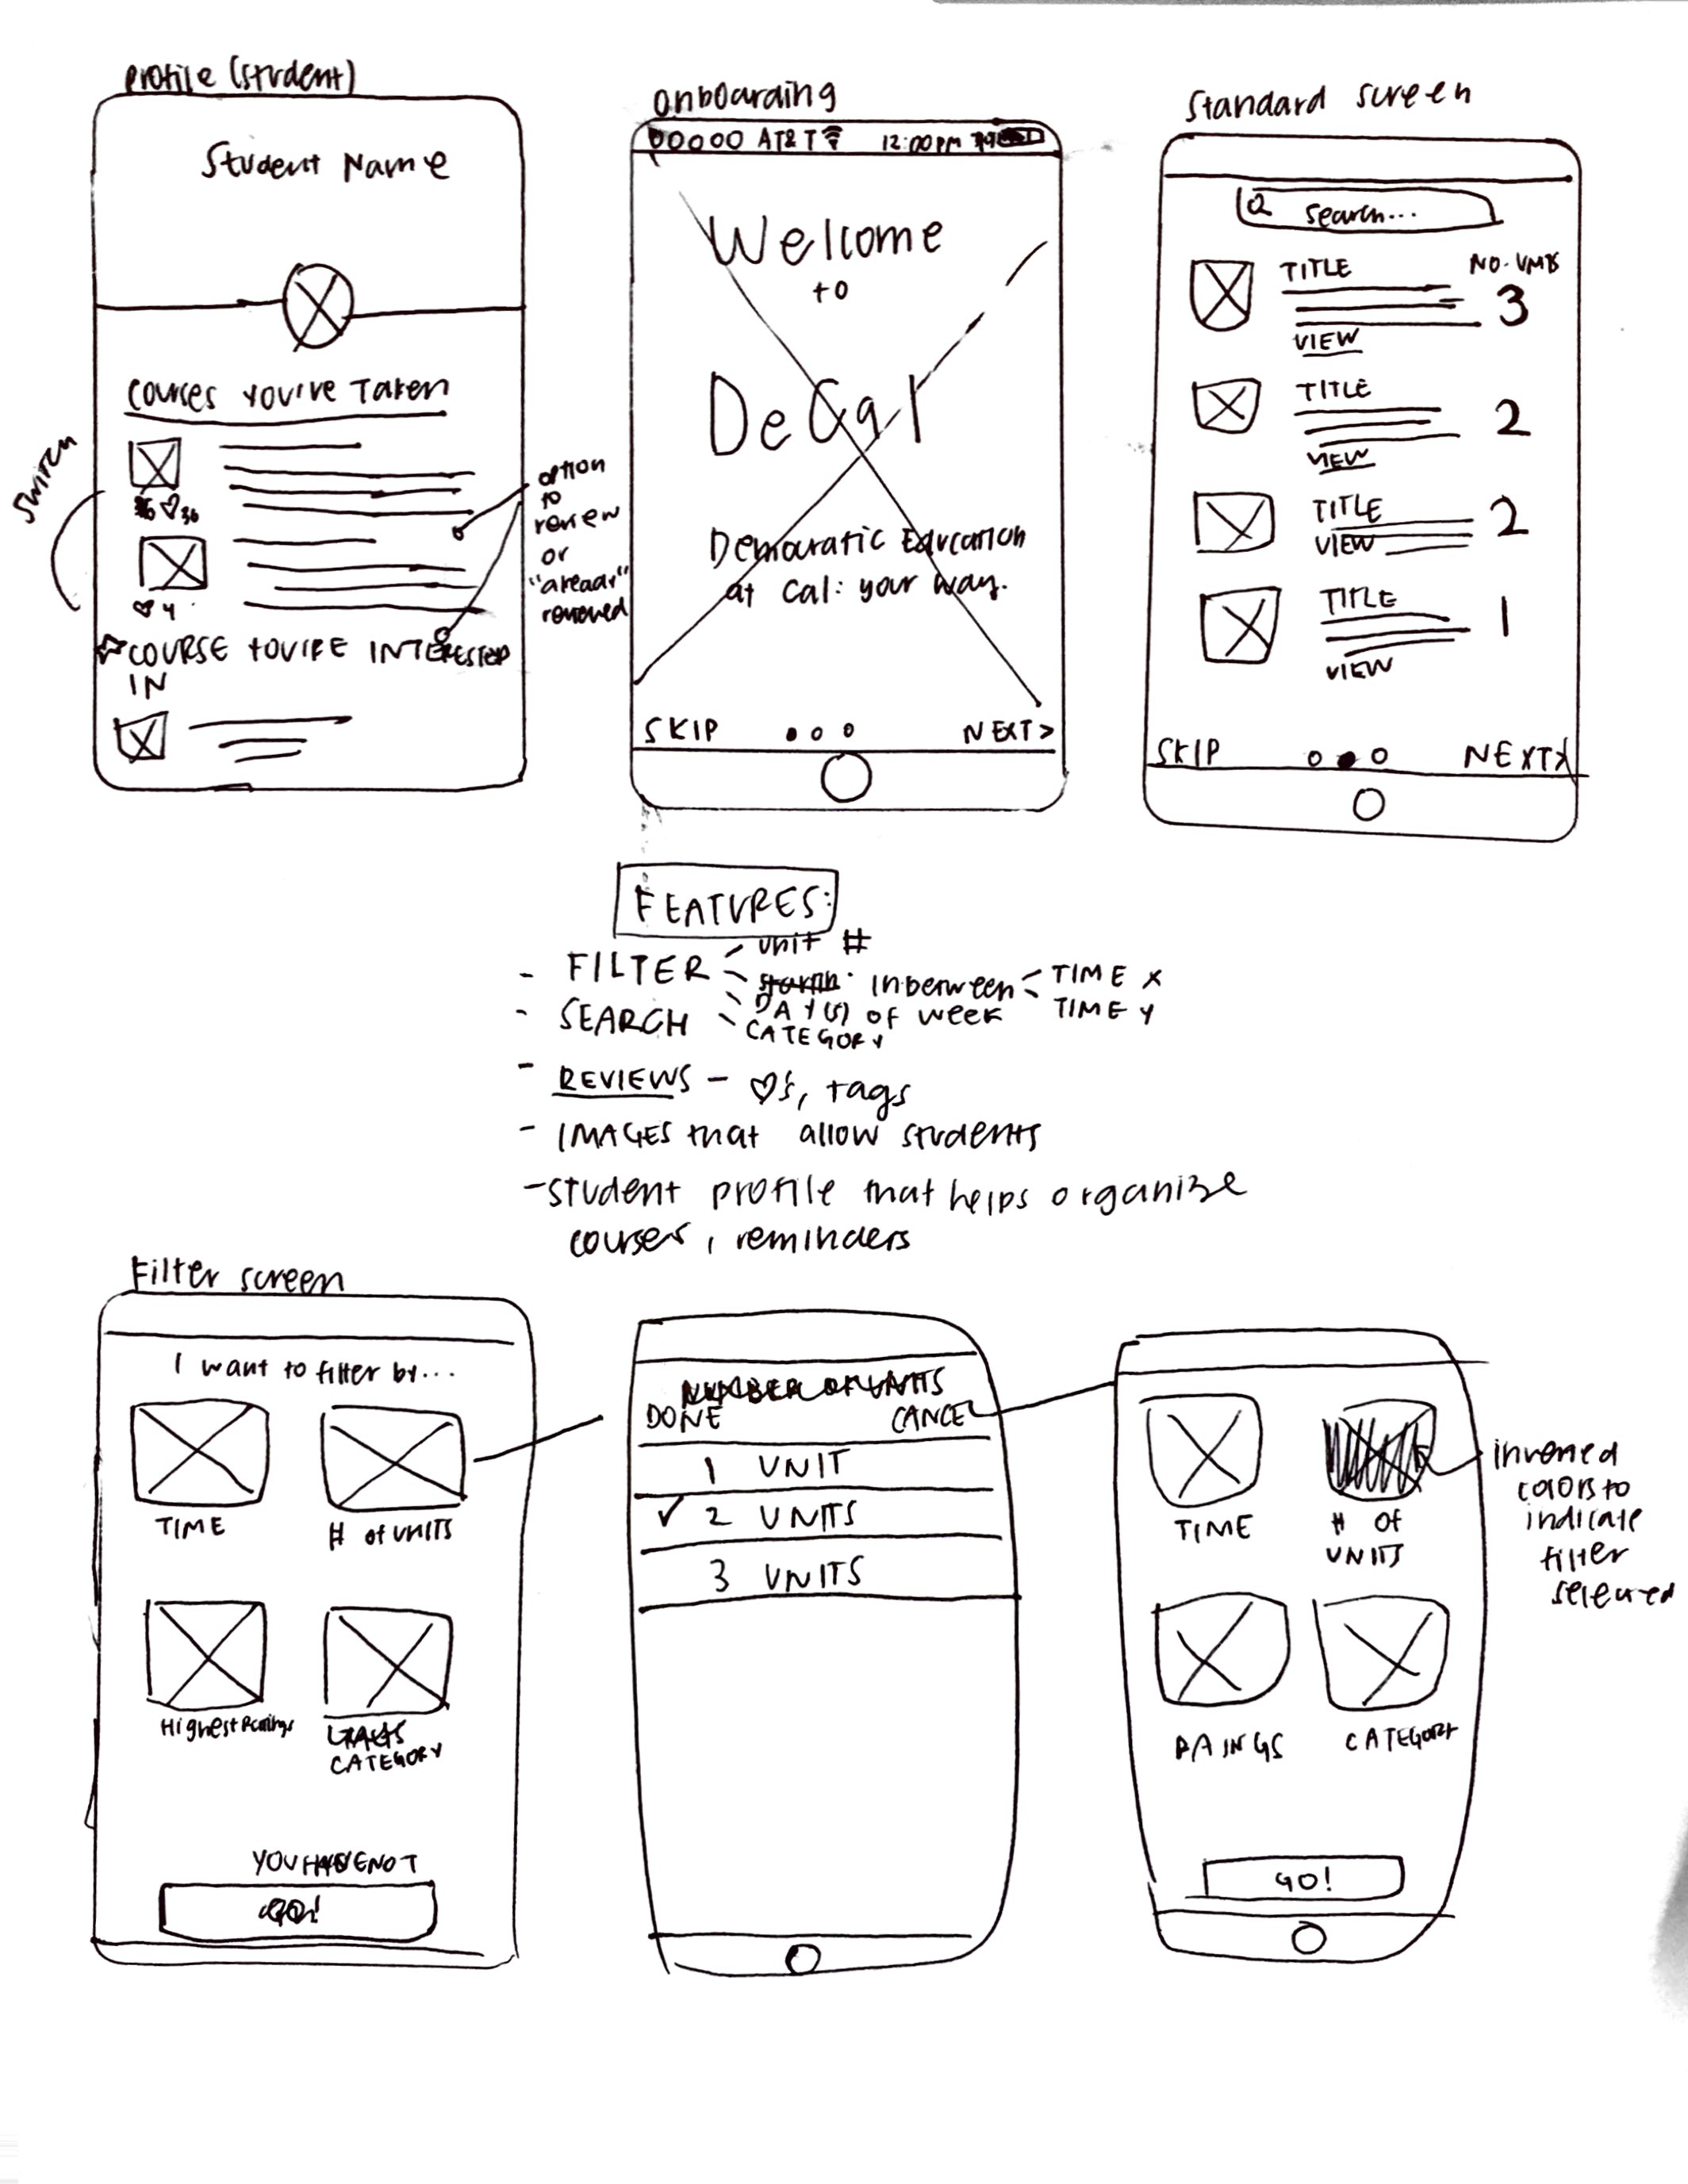 Profile (student)
Student Name
Courses You've Taken
switch
♡ 36
♡ 4
option
to
review
or
"already"
reviewed
☆ COURSE YOU'RE INTERESTED
IN
onboarding
OOOOO AT&T 12:00 PM
Welcome
to
DeCal
Democratic Education
at Cal: your way.
SKIP NEXT >
Standard screen
search...
NO. UNITS
TITLE 3
VIEW
TITLE 2
VIEW
TITLE 2
VIEW
TITLE 1
VIEW
SKIP NEXT >
FEATURES:
- FILTER
unit #
inbetween TIME X
TIME Y
DAY(s) of week
CATEGORY
- SEARCH
- REVIEWS - ♡'s, tags
- IMAGES that allow students
- student profile that helps organize
courses, reminders
Filter screen
I want to filter by...
TIME # of UNITS
Highest Ratings
CATEGORY
YOU HAVE NOT
GO!
NUMBER OF UNITS
DONE CANCEL
1 UNIT
✓ 2 UNITS
3 UNITS
TIME # OF
UNITS
RAINGS CATEGORY
GO!
inverted
colors to
indicate
filter
selected